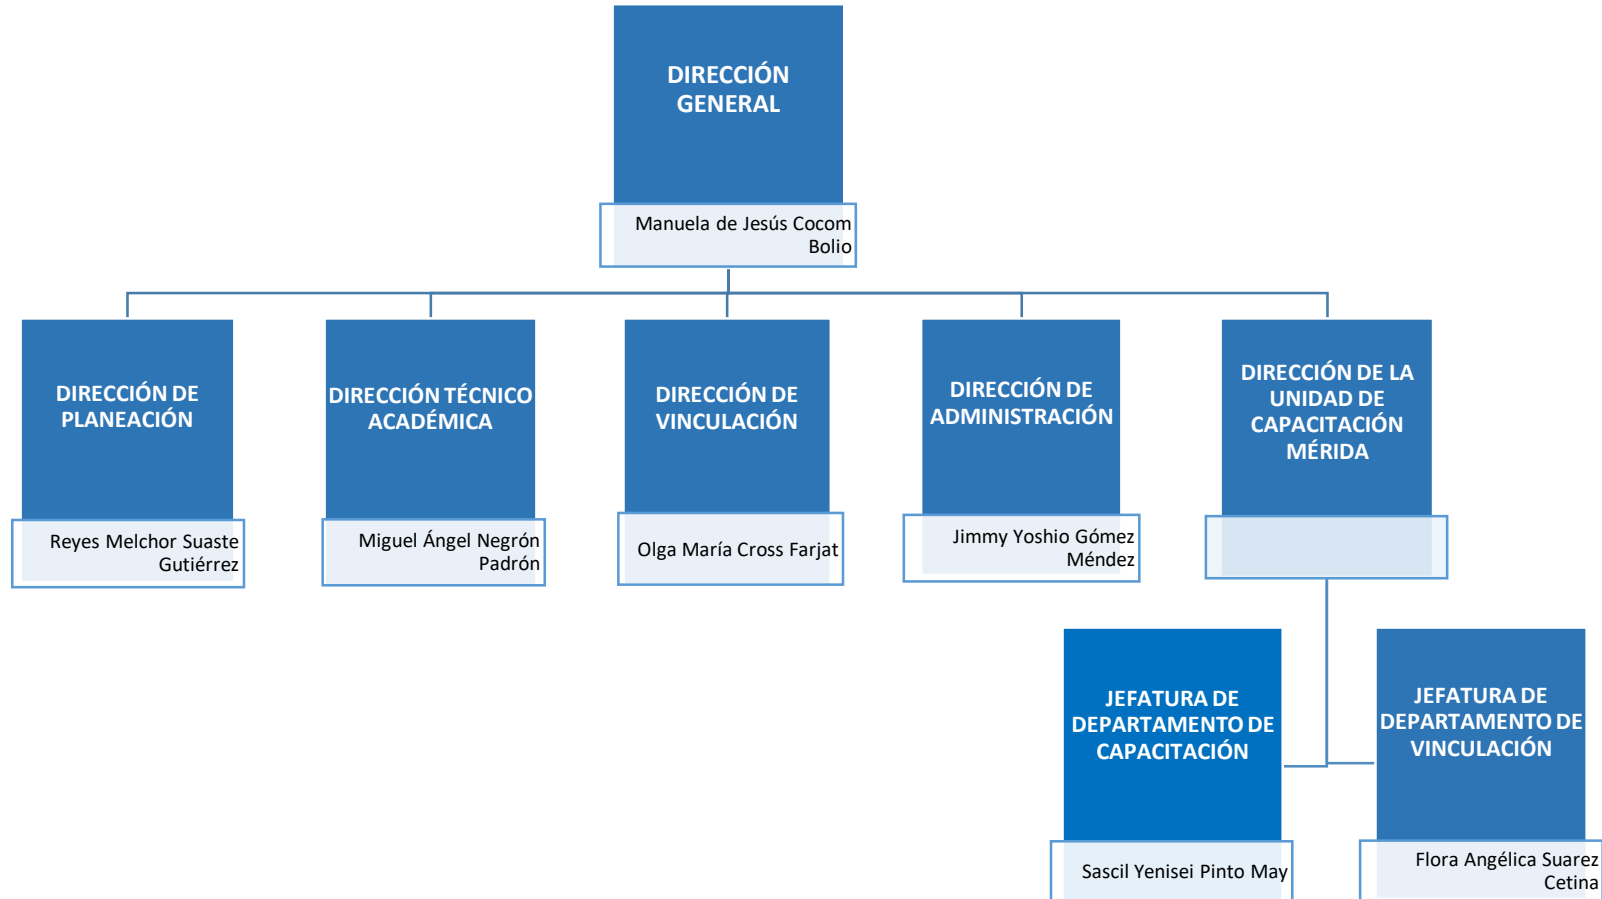 DIRECCIÓN
GENERAL
Manuela de Jesús Cocom
Bolio
DIRECCIÓN DE
PLANEACIÓN
Reyes Melchor Suaste
Gutiérrez
DIRECCIÓN TÉCNICO
ACADÉMICA
Miguel Ángel Negrón
Padrón
DIRECCIÓN DE
VINCULACIÓN
Olga María Cross Farjat
DIRECCIÓN DE
ADMINISTRACIÓN
Jimmy Yoshio Gómez
Méndez
DIRECCIÓN DE LA
UNIDAD DE
CAPACITACIÓN
MÉRIDA
JEFATURA DE
DEPARTAMENTO DE
CAPACITACIÓN
Sascil Yenisei Pinto May
JEFATURA DE
DEPARTAMENTO DE
VINCULACIÓN
Flora Angélica Suarez
Cetina